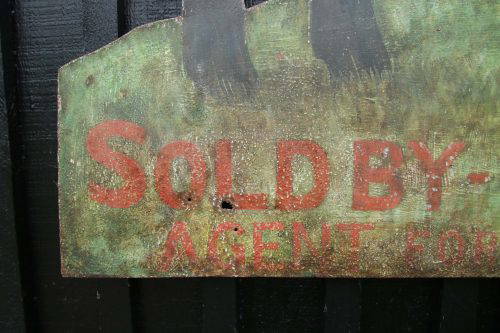 SOLD BY-
AGENT FOR